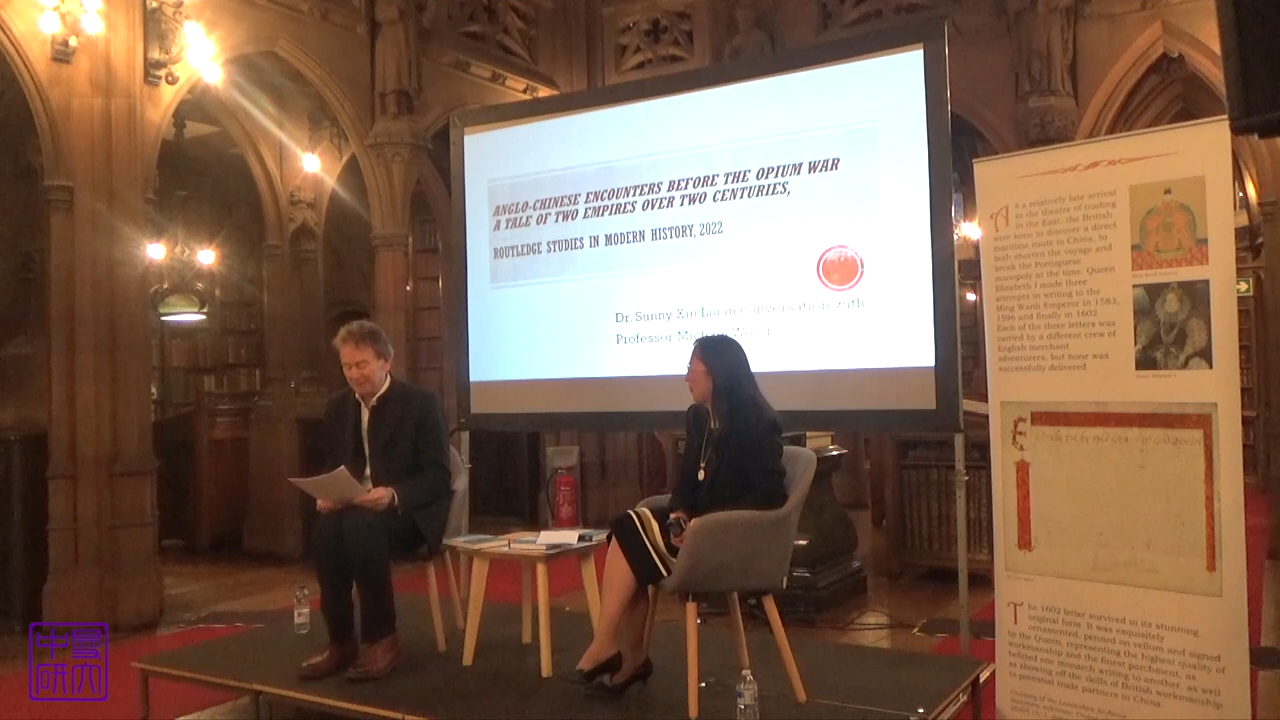 ANGLO-CHINESE ENCOUNTERS BEFORE THE OPIUM WAR
A TALE OF TWO EMPIRES OVER TWO CENTURIES,
ROUTLEDGE STUDIES IN MODERN HISTORY, 2022
Dr. Sunny Xin Liu in conversation with
Professor Michael Wood
As a relatively late arrival
in the theatre of trading
in the East, the British
were keen to discover a direct
maritime route to China, to
both shorten the voyage and
break the Portuguese
monopoly at the time. Queen
Elizabeth I made three
attempts in writing to the
Ming Wanli Emperor in 1583,
1596 and finally in 1602
Each of the three letters was
carried by a different crew of
English merchant
adventurers, but none was
successfully delivered
The 1602 letter survived in its stunning
original form. It was exquisitely
ornamented, penned on vellum and signed
by the Queen, representing the highest quality of
workmanship and the finest parchment, as
befitted one monarch writing to another, as well
as showing off the skills of British workmanship
to potential trade partners in China.